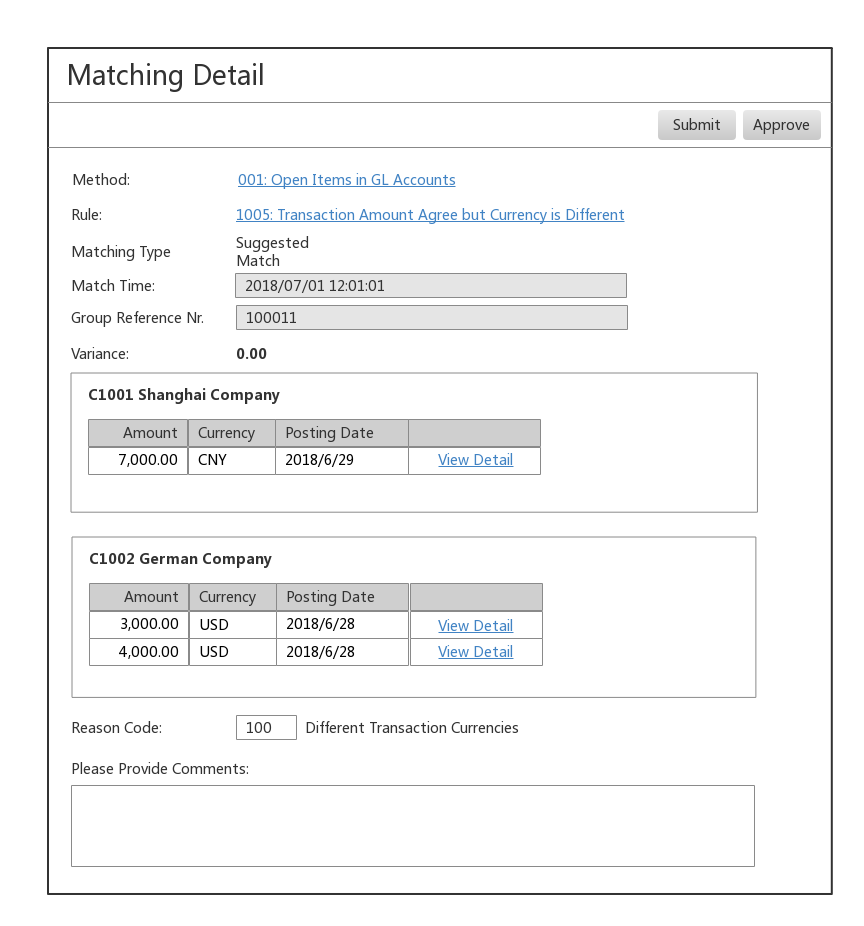 Matching Detail
Submit Approve
Method: 001: Open Items in GL Accounts
Rule: 1005: Transaction Amount Agree but Currency is Different
Matching Type Suggested
Match
Match Time: 2018/07/01 12:01:01
Group Reference Nr. 100011
Variance: 0.00
C1001 Shanghai Company
Amount Currency Posting Date
7,000.00 CNY 2018/6/29 View Detail
C1002 German Company
Amount Currency Posting Date
3,000.00 USD 2018/6/28 View Detail
4,000.00 USD 2018/6/28 View Detail
Reason Code: 100 Different Transaction Currencies
Please Provide Comments: